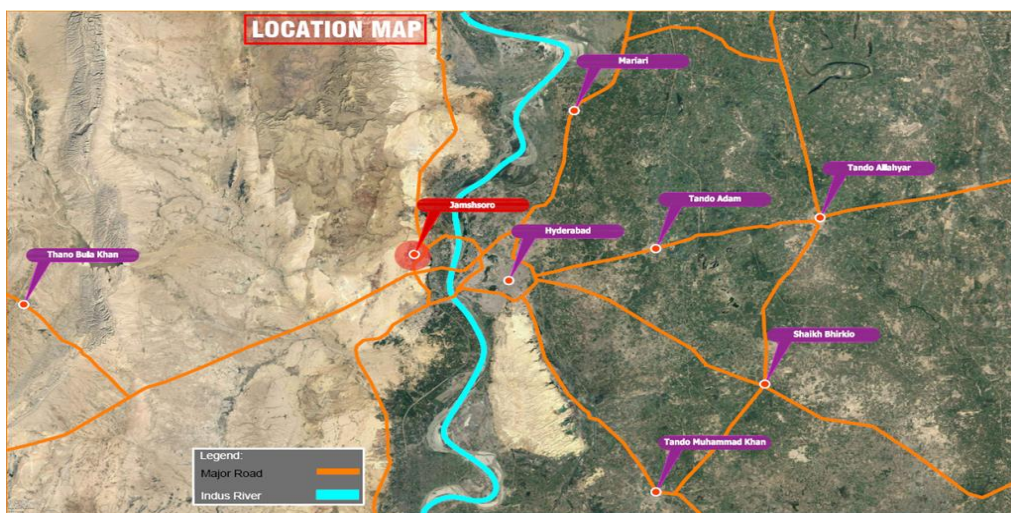 LOCATION MAP
Mariari
Tando Alllahyar
Tando Adam
Jamshsoro
Hyderabad
Thano Bula Khan
Shaikh Bhirkio
Tando Muhammad Khan
Legend:
Major Road
Indus River